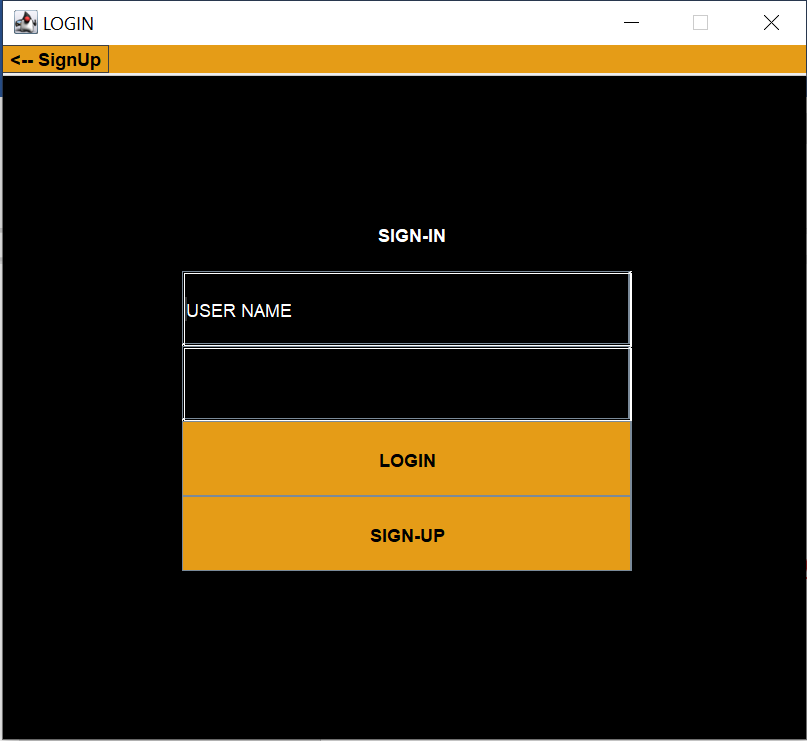 LOGIN
<-- SignUp
SIGN-IN
USER NAME
LOGIN
SIGN-UP